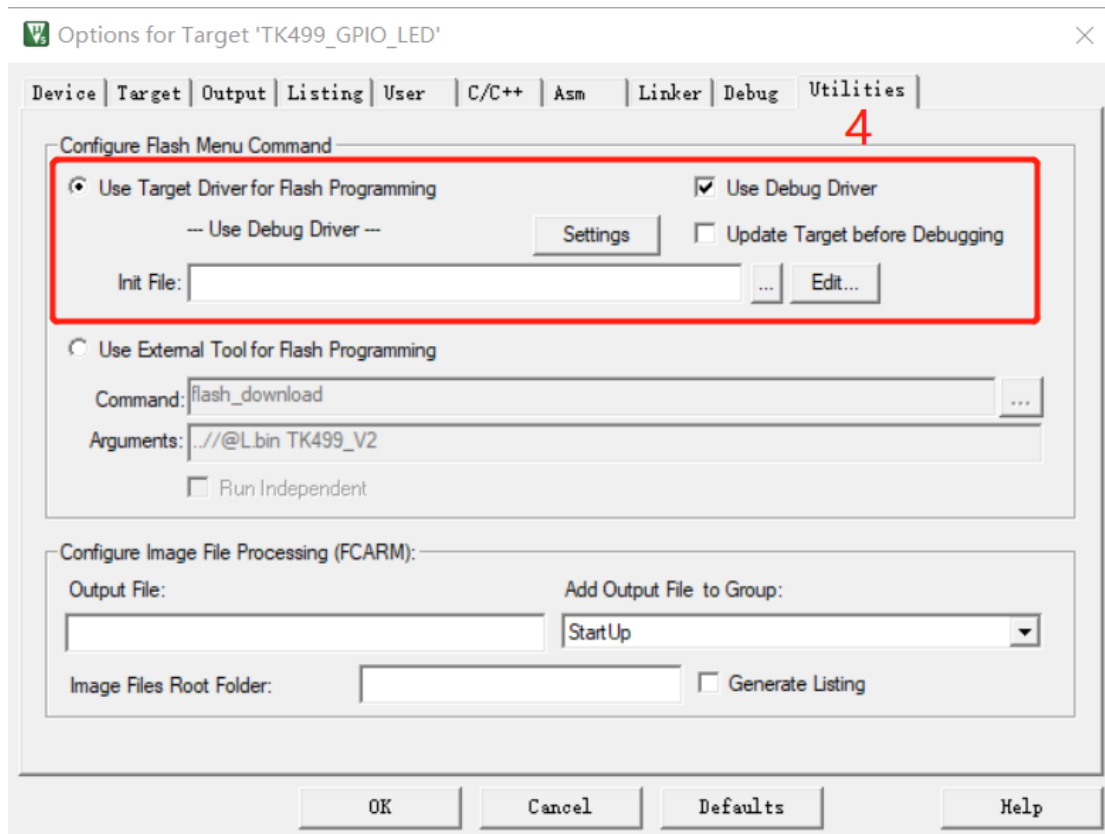 Options for Target 'TK499_GPIO_LED'
Device Target Output Listing User C/C++ Asm Linker Debug Utilities
4
Configure Flash Menu Command
Use Target Driver for Flash Programming Use Debug Driver
--- Use Debug Driver --- Settings Update Target before Debugging
Init File: ... Edit...
Use External Tool for Flash Programming
Command: flash_download ...
Arguments: ..//@L.bin TK499_V2
Run Independent
Configure Image File Processing (FCARM):
Output File: Add Output File to Group:
StartUp
Image Files Root Folder: Generate Listing
OK Cancel Defaults Help